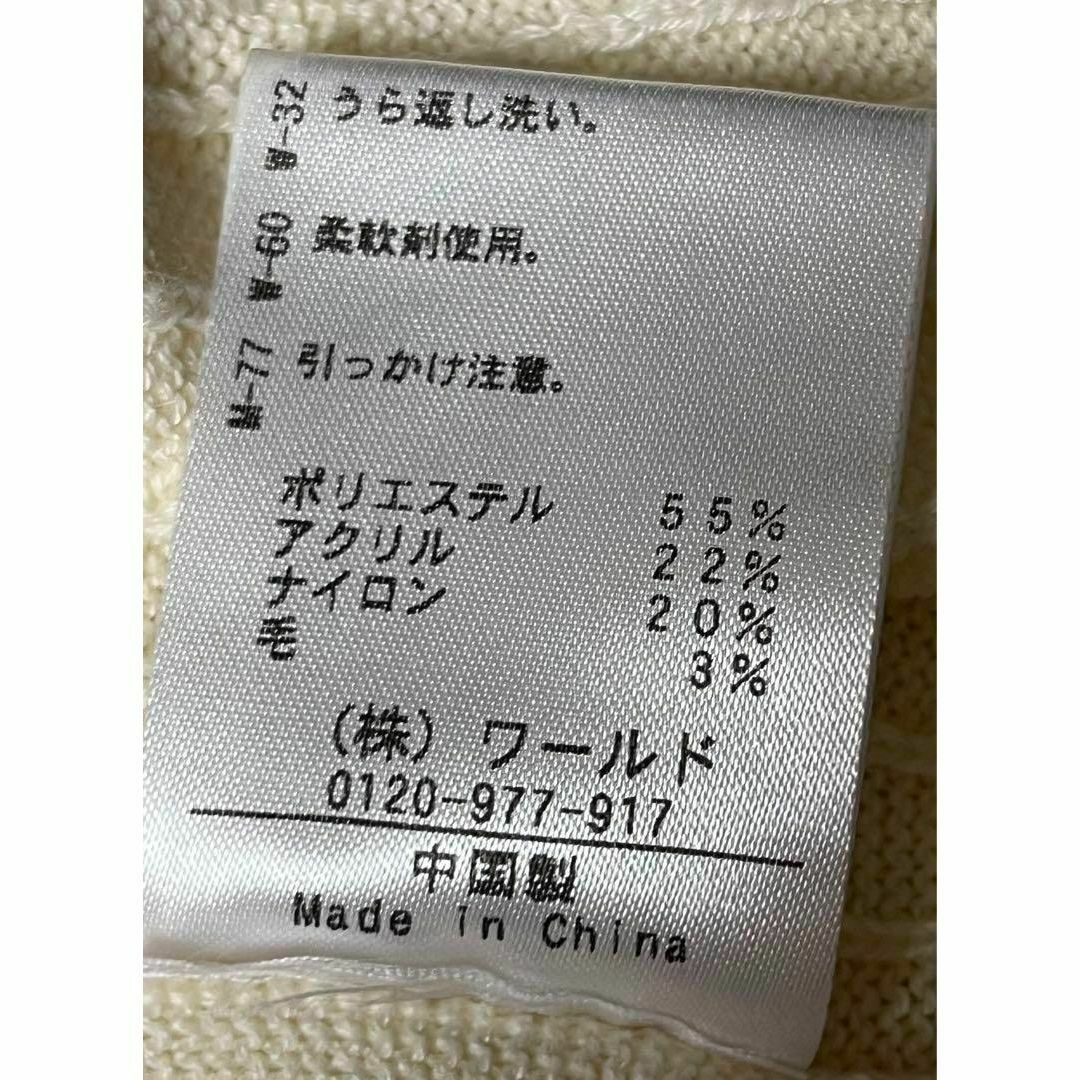 W-32 うら返し洗い。
W-60 柔軟剤使用。
W-77 引っかけ注意。
ポリエステル 55%
アクリル 22%
ナイロン 20%
毛 3%
(株) ワールド
0120-977-917
中国製
Made in China